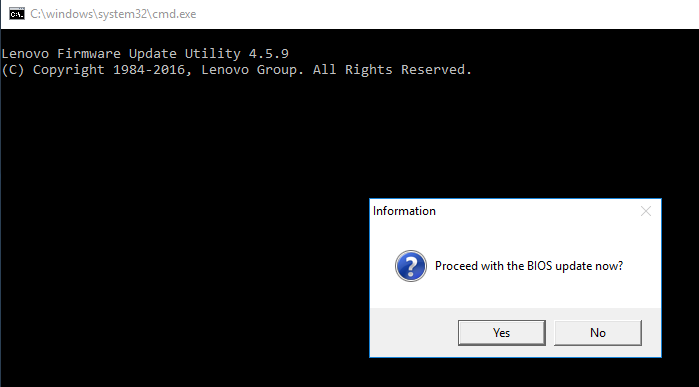 C:\windows\system32\cmd.exe
Lenovo Firmware Update Utility 4.5.9
(C) Copyright 1984-2016, Lenovo Group. All Rights Reserved.
Information
Proceed with the BIOS update now?
Yes No